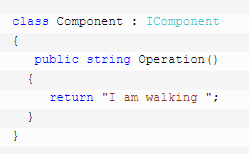 class Component : IComponent
{
   public string Operation()
  {
     return "I am walking ";
  }
}